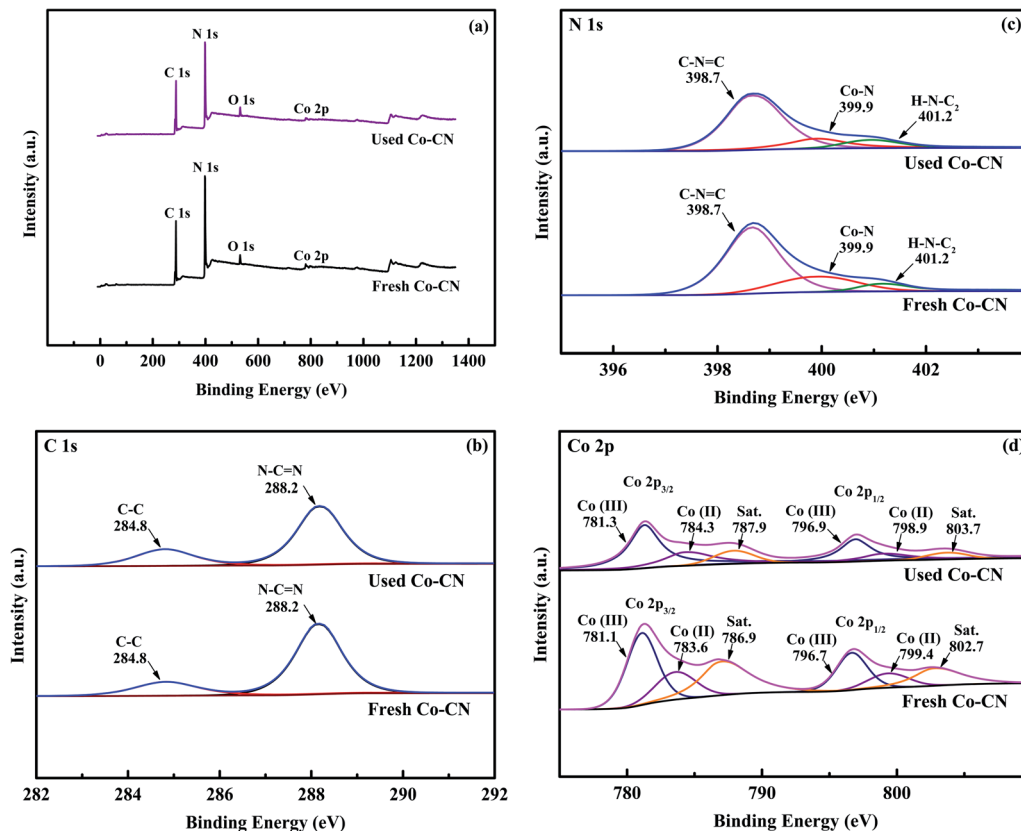 (a)
N 1s
C 1s
O 1s
Co 2p
Used Co-CN
N 1s
C 1s
O 1s
Co 2p
Fresh Co-CN
Intensity (a.u.)
0 200 400 600 800 1000 1200 1400
Binding Energy (eV)
N 1s
(c)
C-N=C
398.7
Co-N
399.9
H-N-C₂
401.2
Used Co-CN
C-N=C
398.7
Co-N
399.9
H-N-C₂
401.2
Fresh Co-CN
Intensity (a.u.)
396 398 400 402
Binding Energy (eV)
C 1s
(b)
N-C=N
288.2
C-C
284.8
Used Co-CN
N-C=N
288.2
C-C
284.8
Fresh Co-CN
Intensity (a.u.)
282 284 286 288 290 292
Binding Energy (eV)
Co 2p
(d)
Co 2p₃/₂
Co (III)
781.3
Co (II)
784.3
Sat.
787.9
Co 2p₁/₂
Co (III)
796.9
Co (II)
798.9
Sat.
803.7
Used Co-CN
Co 2p₃/₂
Co (III)
781.1
Co (II)
783.6
Sat.
786.9
Co 2p₁/₂
Co (III)
796.7
Co (II)
799.4
Sat.
802.7
Fresh Co-CN
Intensity (a.u.)
780 790 800
Binding Energy (eV)